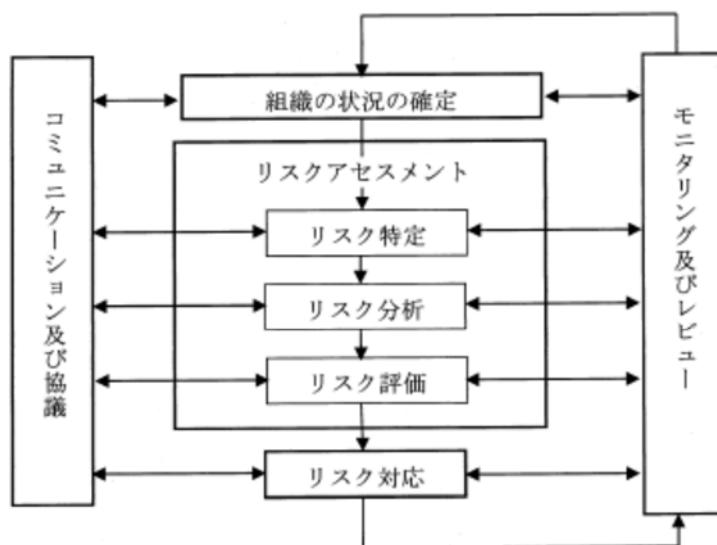 組織の状況の確定
リスクアセスメント
リスク特定
リスク分析
リスク評価
リスク対応
コミュニケーション及び協議
モニタリング及びレビュー